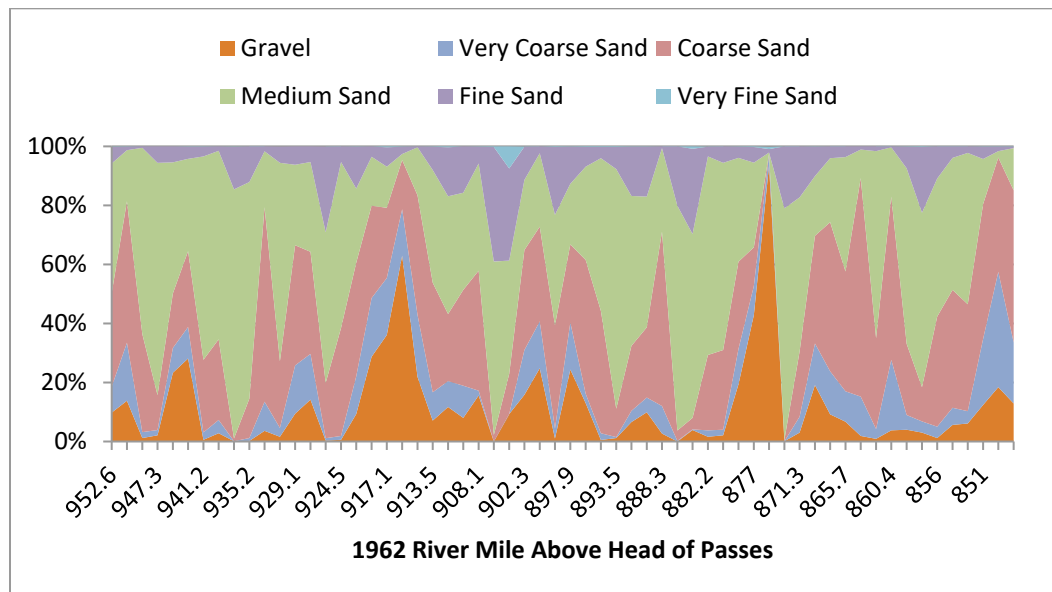 Gravel Very Coarse Sand Coarse Sand
Medium Sand Fine Sand Very Fine Sand
100%
80%
60%
40%
20%
0%
952.6 947.3 941.2 935.2 929.1 924.5 917.1 913.5 908.1 902.3 897.9 893.5 888.3 882.2 877 871.3 865.7 860.4 856 851
1962 River Mile Above Head of Passes